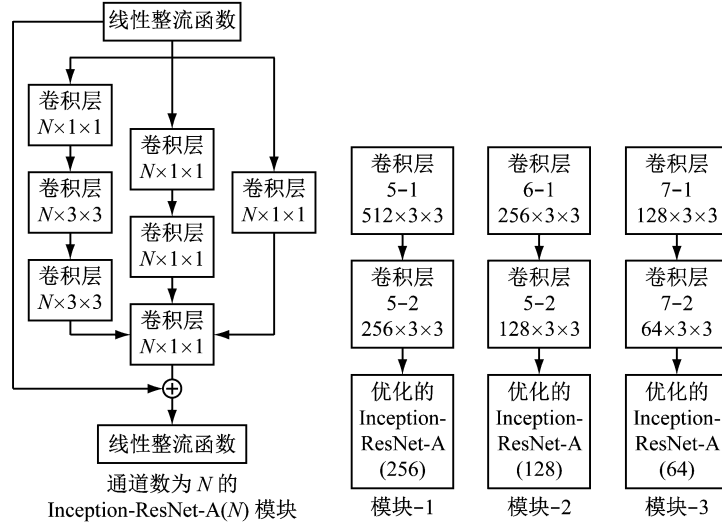 线性整流函数
卷积层
N×1×1
卷积层
N×3×3
卷积层
N×3×3
卷积层
N×1×1
卷积层
N×1×1
卷积层
N×1×1
卷积层
N×1×1
线性整流函数
通道数为 N 的
Inception-ResNet-A(N) 模块
卷积层
5-1
512×3×3
卷积层
5-2
256×3×3
优化的
Inception-
ResNet-A
(256)
模块-1
卷积层
6-1
256×3×3
卷积层
5-2
128×3×3
优化的
Inception-
ResNet-A
(128)
模块-2
卷积层
7-1
128×3×3
卷积层
7-2
64×3×3
优化的
Inception-
ResNet-A
(64)
模块-3